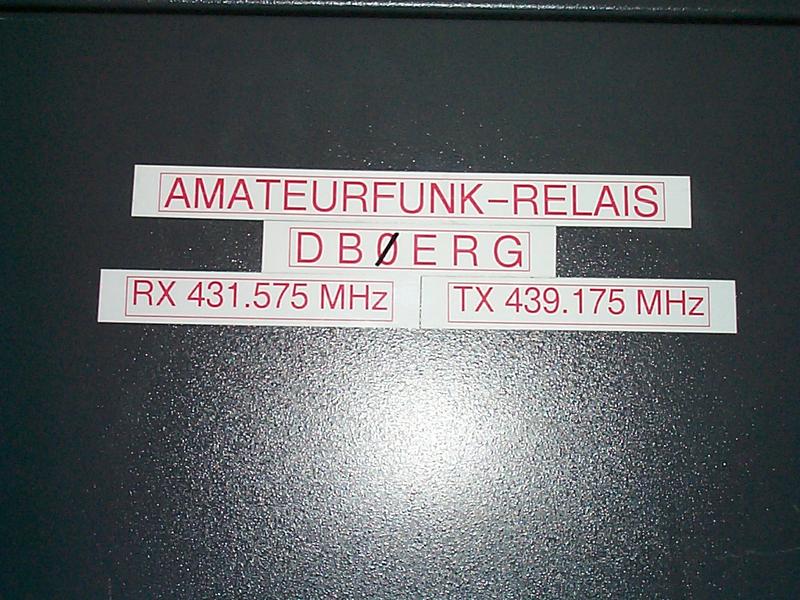 AMATEURFUNK-RELAIS
DBØERG
RX 431.575 MHz TX 439.175 MHz